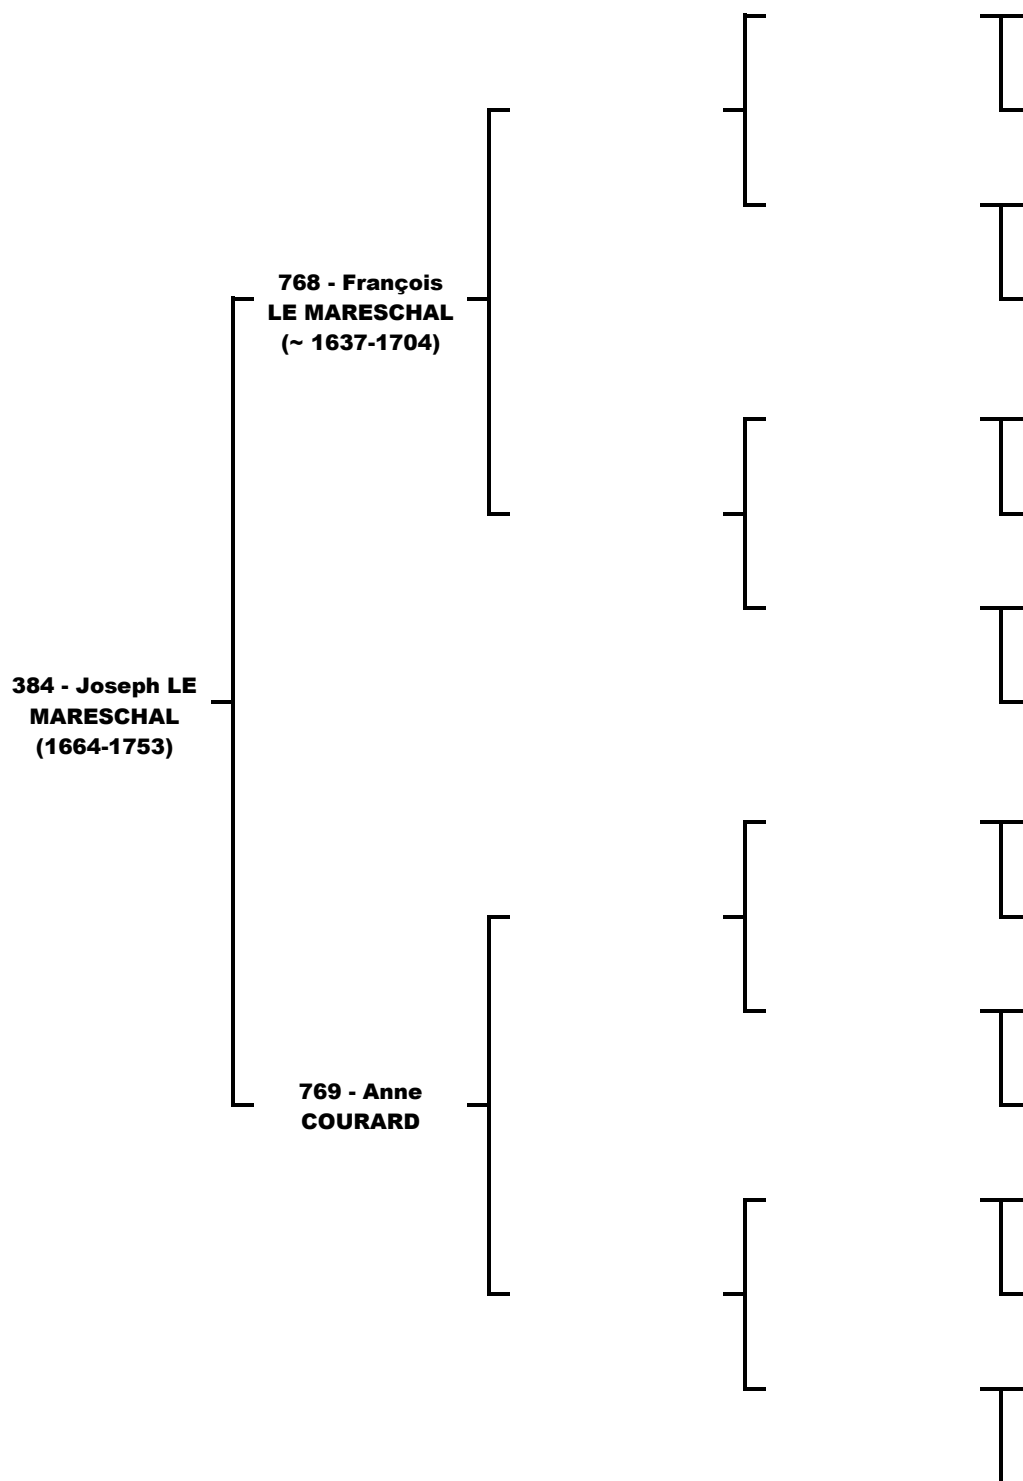 768 - François
LE MARESCHAL
(~ 1637-1704)
384 - Joseph LE
MARESCHAL
(1664-1753)
769 - Anne
COURARD